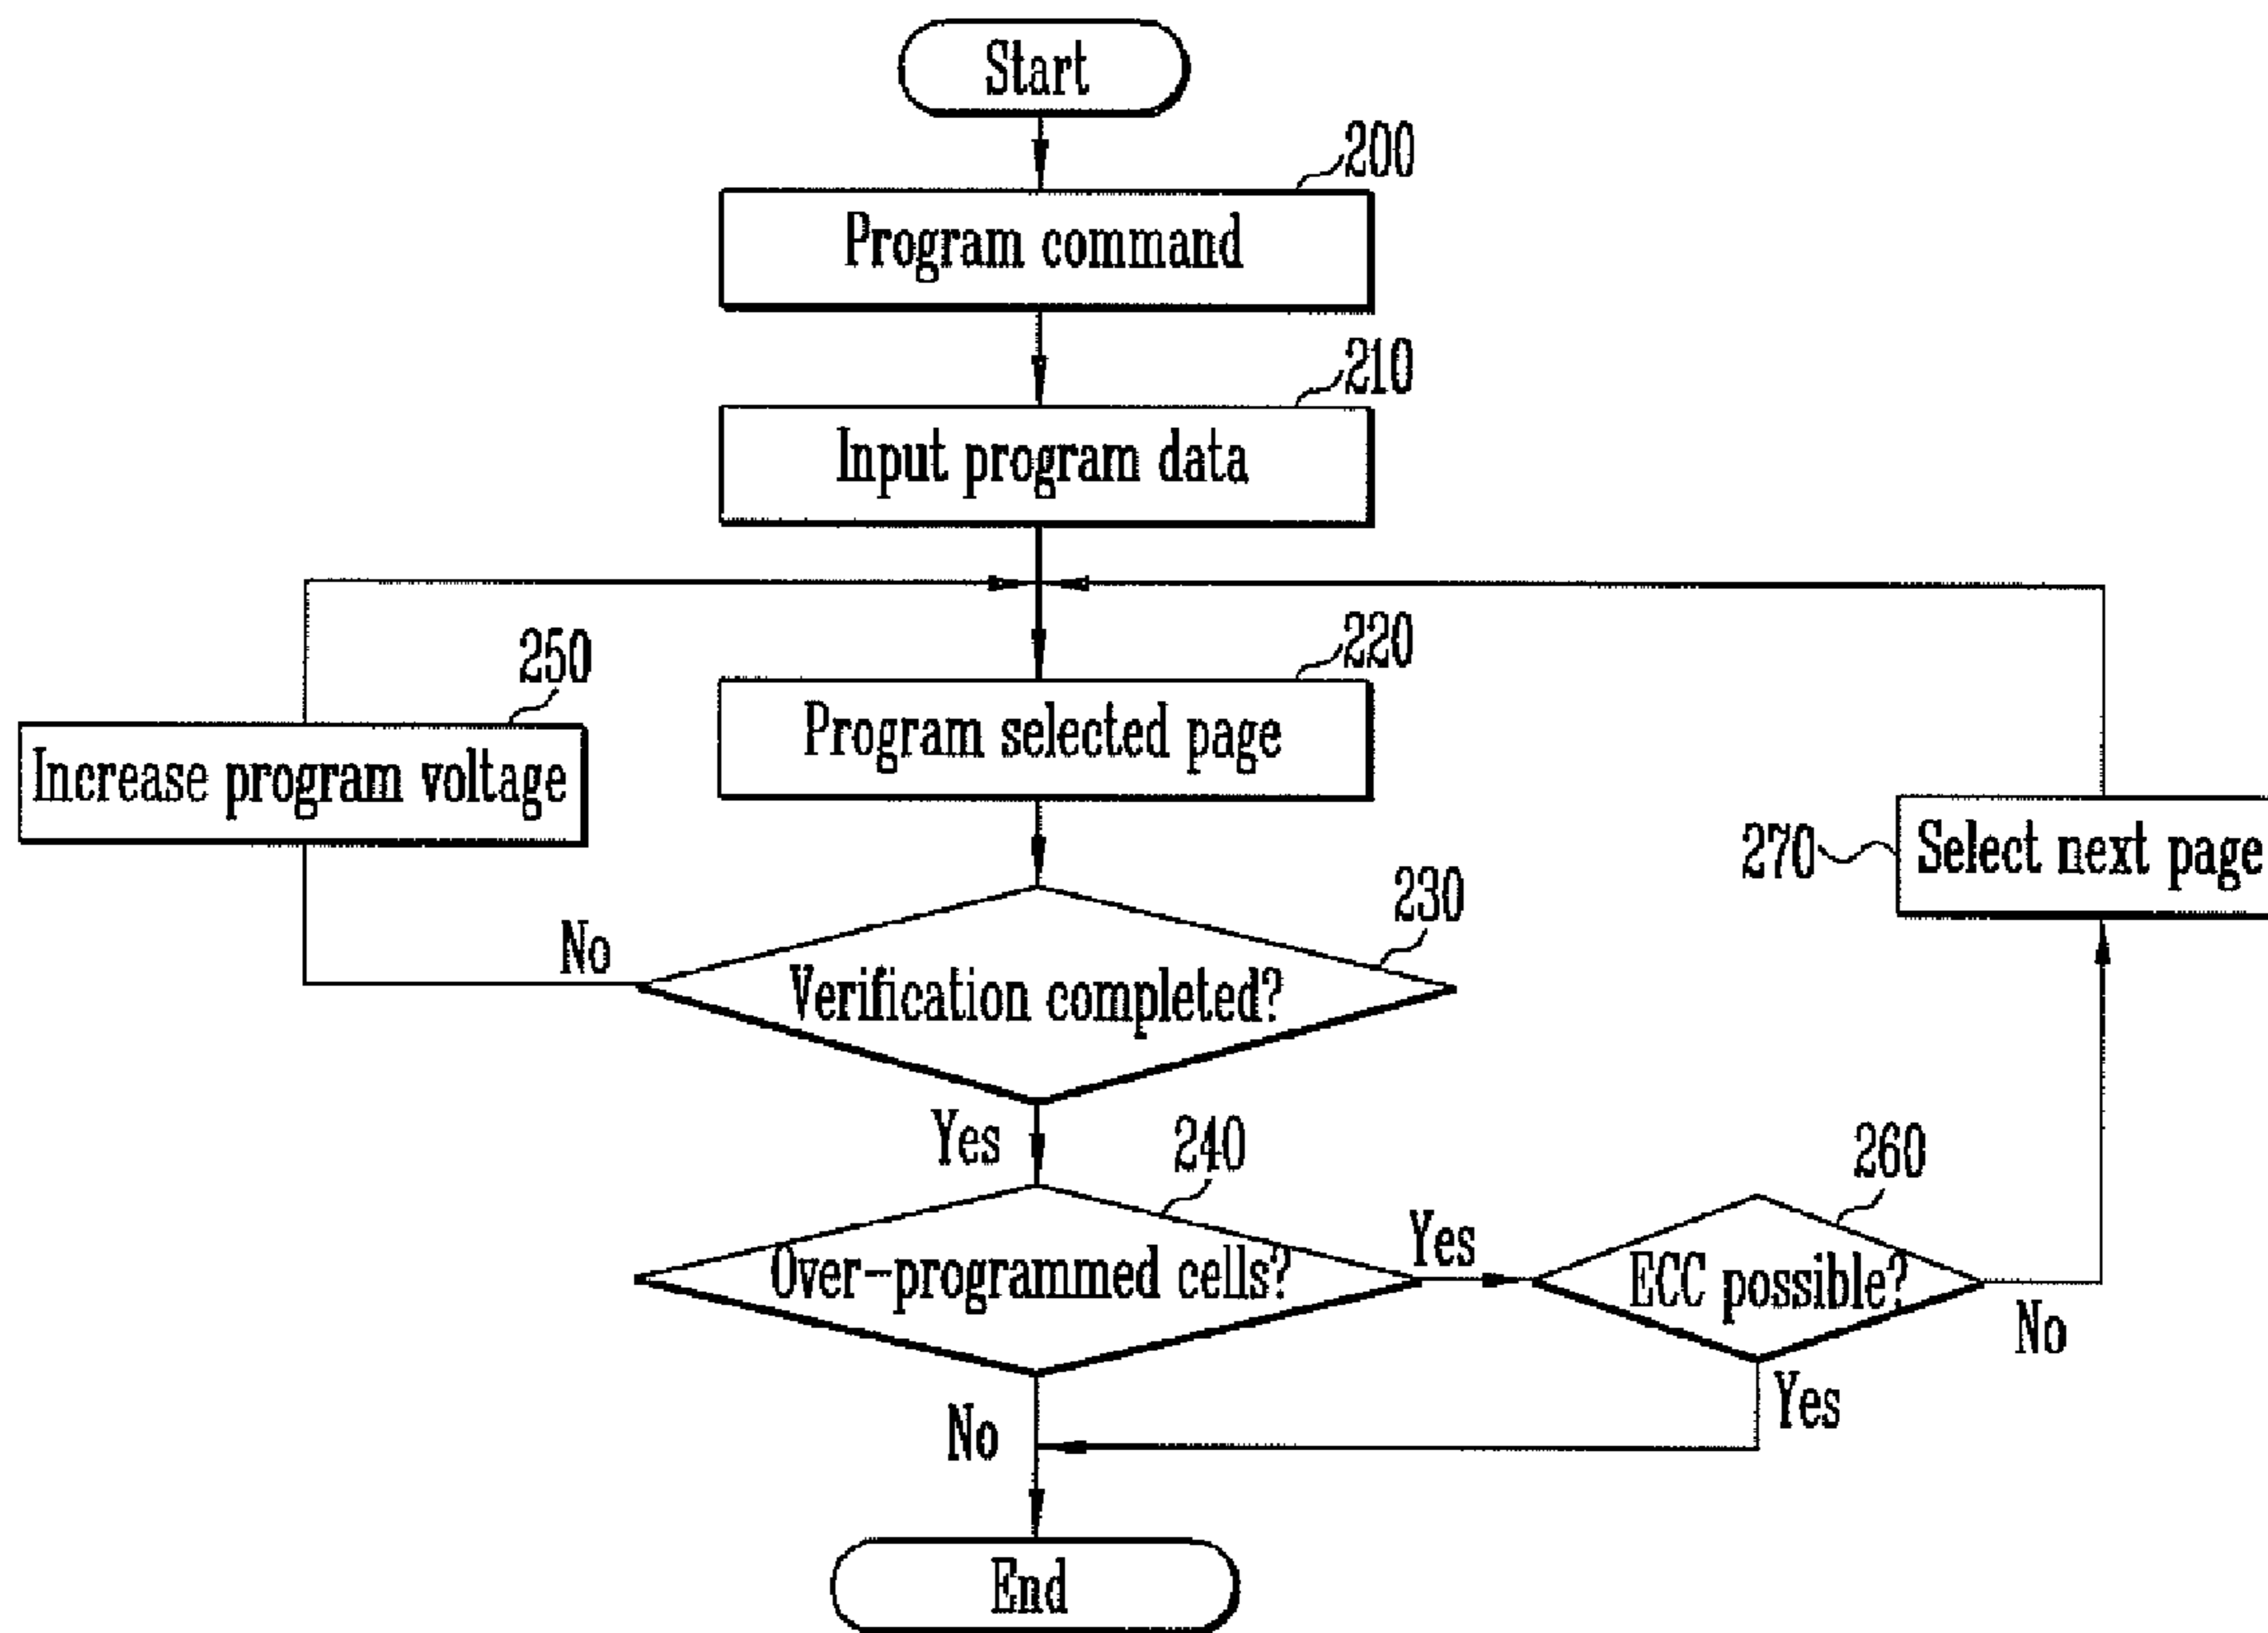 Start
200
Program command
210
Input program data
250
220
Increase program voltage
Program selected page
270
Select next page
230
No
Verification completed?
Yes
240
260
Over-programmed cells?
Yes
ECC possible?
No
No
Yes
End